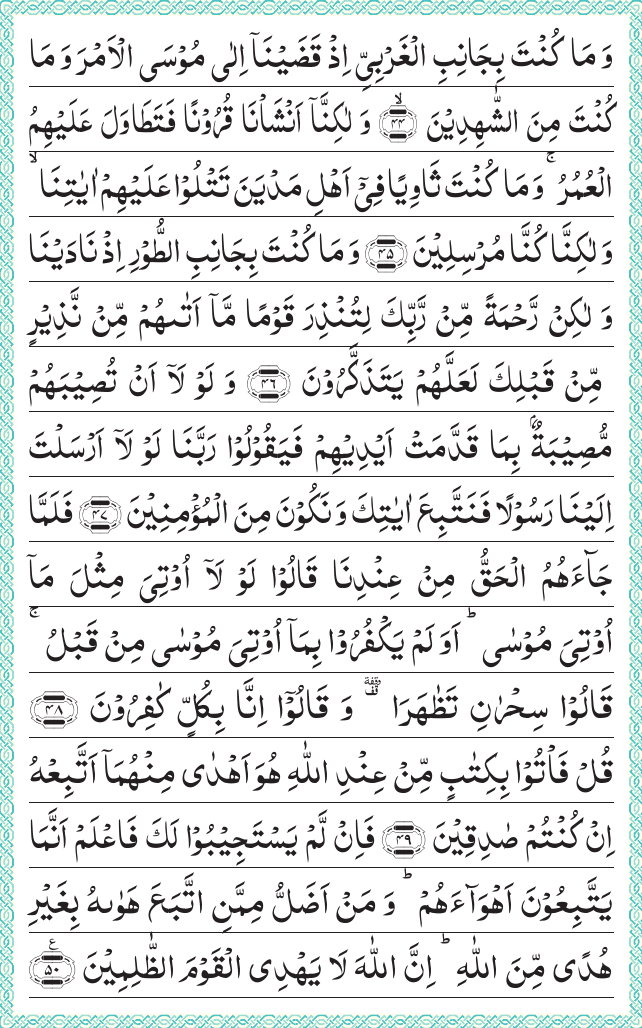 وَ مَا كُنْتَ بِجَانِبِ الْغَرْبِیِّ اِذْ قَضَیْنَاۤ اِلٰی مُوْسَی الْاَمْرَ وَ مَا
كُنْتَ مِنَ الشّٰهِدِیْنَ ۙ﴿۴۴﴾ وَ لٰكِنَّاۤ اَنْشَاْنَا قُرُوْنًا فَتَطَاوَلَ عَلَیْهِمُ
الْعُمُرُ ۚ وَ مَا كُنْتَ ثَاوِیًا فِیْۤ اَهْلِ مَدْیَنَ تَتْلُوْا عَلَیْهِمْ اٰیٰتِنَا ۙ
وَ لٰكِنَّا كُنَّا مُرْسِلِیْنَ ﴿۴۵﴾ وَ مَا كُنْتَ بِجَانِبِ الطُّوْرِ اِذْ نَادَیْنَا
وَ لٰكِنْ رَّحْمَةً مِّنْ رَّبِّكَ لِتُنْذِرَ قَوْمًا مَّاۤ اَتٰىهُمْ مِّنْ نَّذِیْرٍ
مِّنْ قَبْلِكَ لَعَلَّهُمْ یَتَذَكَّرُوْنَ ﴿۴۶﴾ وَ لَوْ لَاۤ اَنْ تُصِیْبَهُمْ
مُّصِیْبَةٌۢ بِمَا قَدَّمَتْ اَیْدِیْهِمْ فَیَقُوْلُوْا رَبَّنَا لَوْ لَاۤ اَرْسَلْتَ
اِلَیْنَا رَسُوْلًا فَنَتَّبِعَ اٰیٰتِكَ وَ نَكُوْنَ مِنَ الْمُؤْمِنِیْنَ ﴿۴۷﴾ فَلَمَّا
جَآءَهُمُ الْحَقُّ مِنْ عِنْدِنَا قَالُوْا لَوْ لَاۤ اُوْتِیَ مِثْلَ مَاۤ
اُوْتِیَ مُوْسٰی ؕ اَوَ لَمْ یَكْفُرُوْا بِمَاۤ اُوْتِیَ مُوْسٰی مِنْ قَبْلُ ۚ
قَالُوْا سِحْرٰنِ تَظٰهَرَا ۥ وقفة وَ قَالُوْۤا اِنَّا بِكُلٍّ كٰفِرُوْنَ ﴿۴۸﴾
قُلْ فَاْتُوْا بِكِتٰبٍ مِّنْ عِنْدِ اللّٰهِ هُوَ اَهْدٰی مِنْهُمَاۤ اَتَّبِعْهُ
اِنْ كُنْتُمْ صٰدِقِیْنَ ﴿۴۹﴾ فَاِنْ لَّمْ یَسْتَجِیْبُوْا لَكَ فَاعْلَمْ اَنَّمَا
یَتَّبِعُوْنَ اَهْوَآءَهُمْ ؕ وَ مَنْ اَضَلُّ مِمَّنِ اتَّبَعَ هَوٰىهُ بِغَیْرِ
هُدًی مِّنَ اللّٰهِ ؕ اِنَّ اللّٰهَ لَا یَهْدِی الْقَوْمَ الظّٰلِمِیْنَ ﴿۵۰﴾ ع